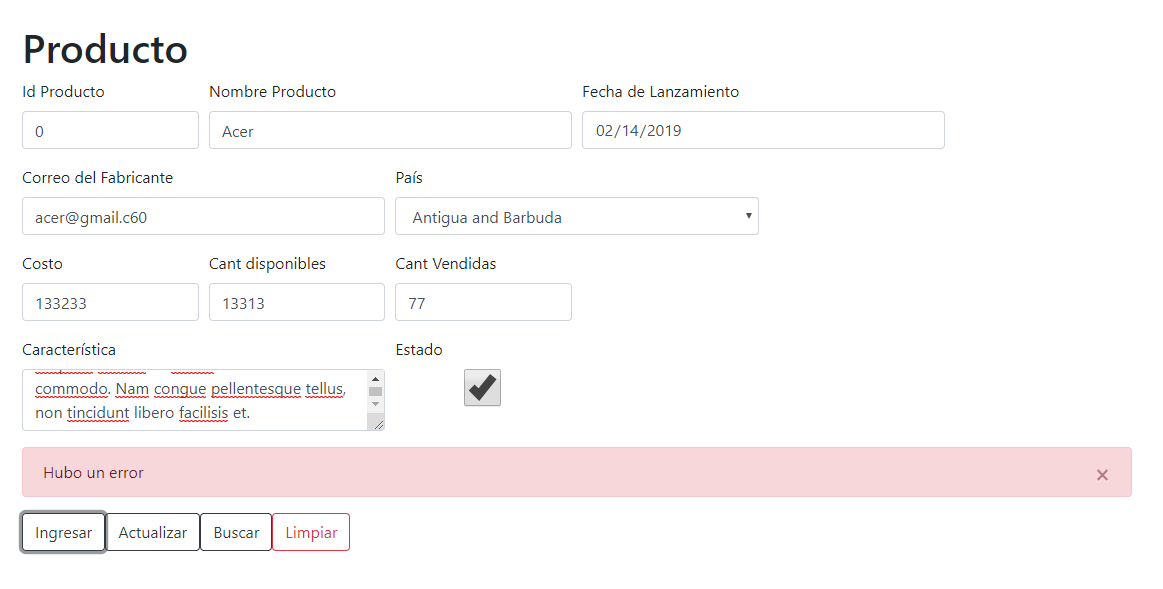 Producto
Id Producto Nombre Producto Fecha de Lanzamiento
0 Acer 02/14/2019
Correo del Fabricante País
acer@gmail.c60 Antigua and Barbuda
Costo Cant disponibles Cant Vendidas
133233 13313 77
Característica Estado
commodo. Nam congue pellentesque tellus,
non tincidunt libero facilisis et.
Hubo un error ×
Ingresar Actualizar Buscar Limpiar